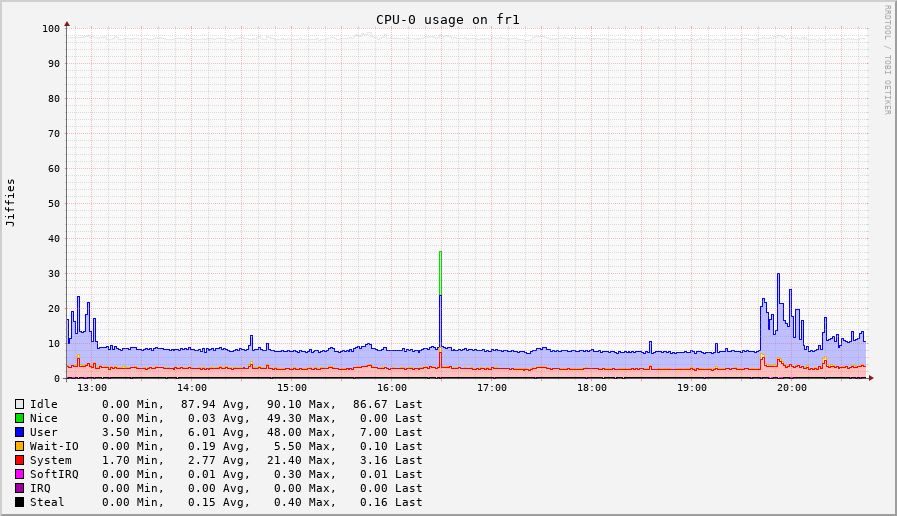 CPU-0 usage on fr1
RRDTOOL / TOBI OETIKER
Jiffies
100
90
80
70
60
50
40
30
20
10
0
13:00 14:00 15:00 16:00 17:00 18:00 19:00 20:00
Idle 0.00 Min, 87.94 Avg, 90.10 Max, 86.67 Last
Nice 0.00 Min, 0.03 Avg, 49.30 Max, 0.00 Last
User 3.50 Min, 6.01 Avg, 48.00 Max, 7.00 Last
Wait-IO 0.00 Min, 0.19 Avg, 5.50 Max, 0.10 Last
System 1.70 Min, 2.77 Avg, 21.40 Max, 3.16 Last
SoftIRQ 0.00 Min, 0.01 Avg, 0.30 Max, 0.01 Last
IRQ 0.00 Min, 0.00 Avg, 0.00 Max, 0.00 Last
Steal 0.00 Min, 0.15 Avg, 0.40 Max, 0.16 Last